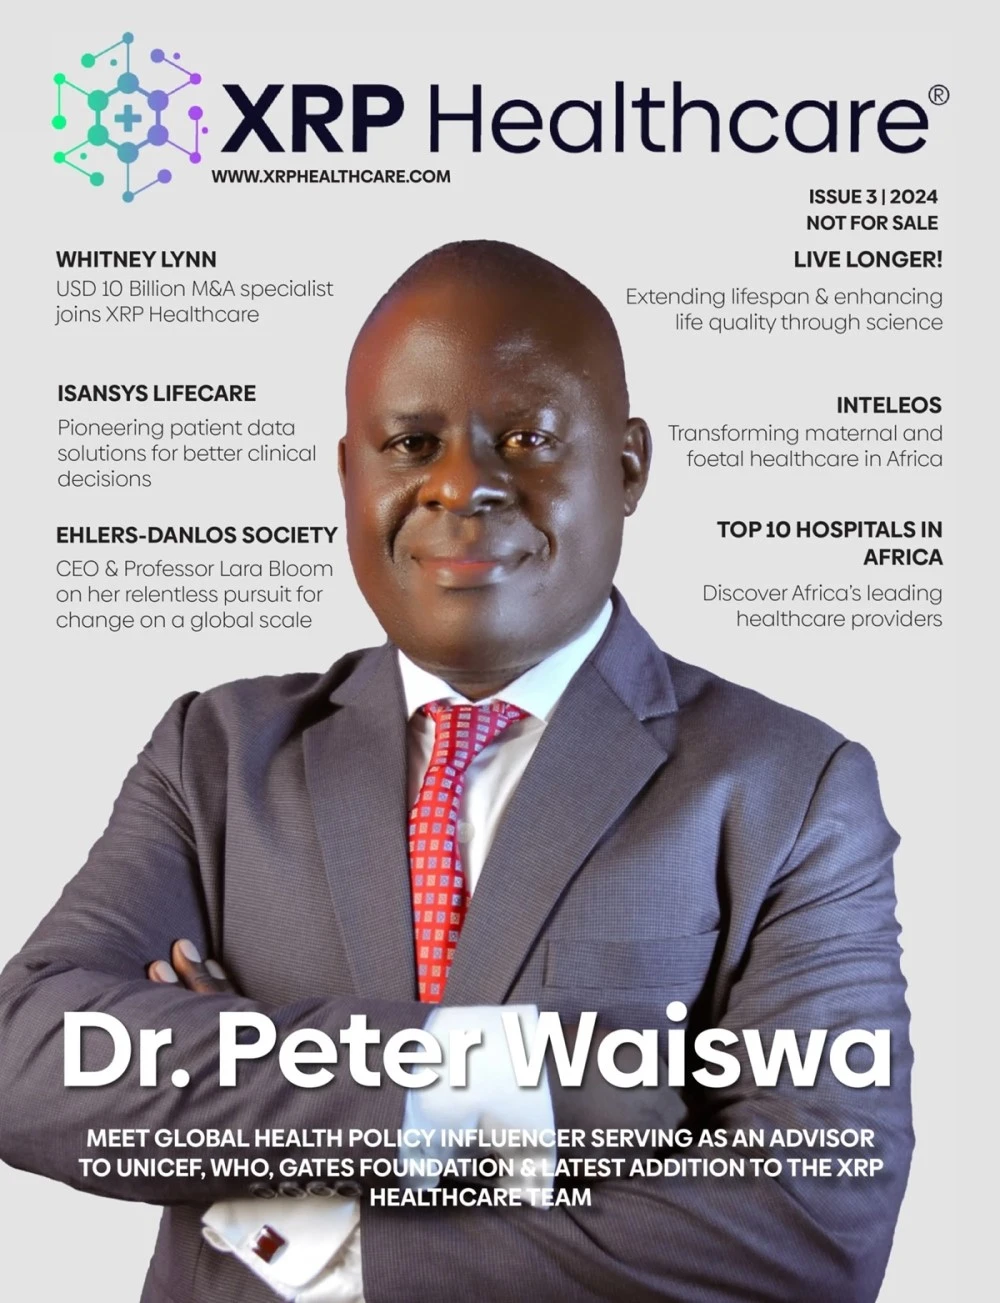 XRP Healthcare®
WWW.XRPHEALTHCARE.COM
ISSUE 3 | 2024
NOT FOR SALE
WHITNEY LYNN
USD 10 Billion M&A specialist
joins XRP Healthcare
ISANSYS LIFECARE
Pioneering patient data
solutions for better clinical
decisions
EHLERS-DANLOS SOCIETY
CEO & Professor Lara Bloom
on her relentless pursuit for
change on a global scale
LIVE LONGER!
Extending lifespan & enhancing
life quality through science
INTELEOS
Transforming maternal and
foetal healthcare in Africa
TOP 10 HOSPITALS IN
AFRICA
Discover Africa's leading
healthcare providers
Dr. Peter Waiswa
MEET GLOBAL HEALTH POLICY INFLUENCER SERVING AS AN ADVISOR
TO UNICEF, WHO, GATES FOUNDATION & LATEST ADDITION TO THE XRP
HEALTHCARE TEAM